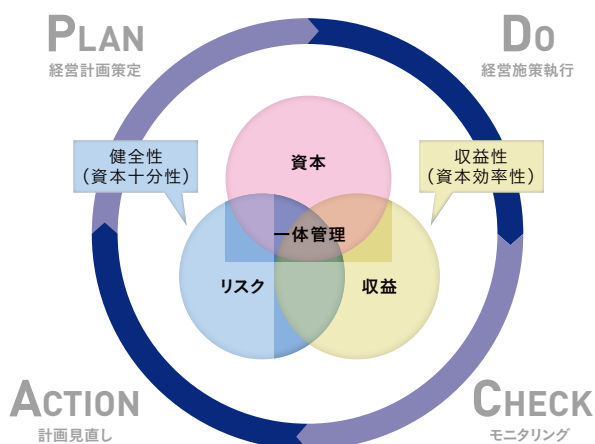 PLAN
経営計画策定
DO
経営施策執行
健全性
（資本十分性）
収益性
（資本効率性）
資本
一体管理
リスク
収益
ACTION
計画見直し
CHECK
モニタリング